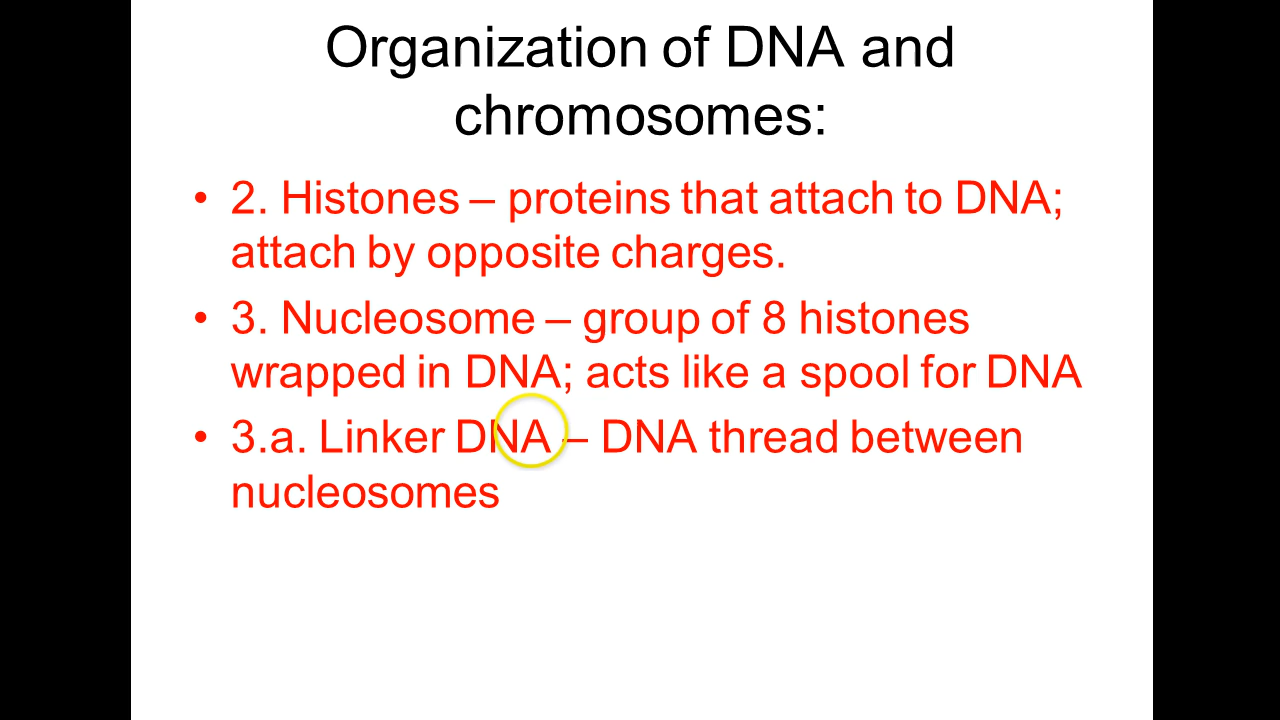 Organization of DNA and
chromosomes:
• 2. Histones – proteins that attach to DNA;
attach by opposite charges.
• 3. Nucleosome – group of 8 histones
wrapped in DNA; acts like a spool for DNA
• 3.a. Linker DNA – DNA thread between
nucleosomes